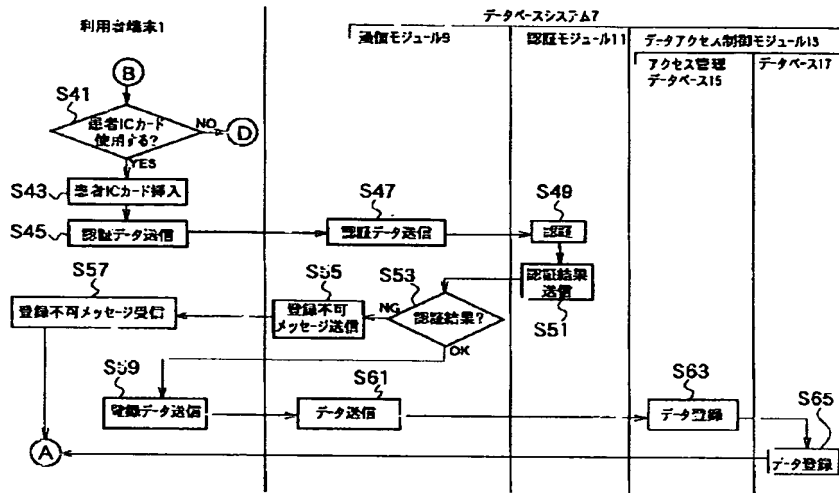 データベースシステム7
利用者端末1
通信モジュール9
認証モジュール11
データアクセス制御モジュール13
アクセス管理
データベース15
データベース17
B
S41
患者ICカード
使用する?
NO
D
YES
S43
患者ICカード挿入
S45
認証データ送信
S47
認証データ送信
S49
認証
認証結果
送信
S51
S53
認証結果?
NG
OK
S55
登録不可
メッセージ送信
S57
登録不可メッセージ受信
S59
登録データ送信
S61
データ送信
S63
データ登録
S65
データ登録
A